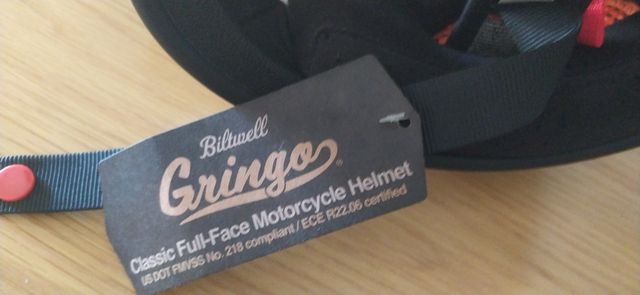 Biltwell
Gringo®
Classic Full-Face Motorcycle Helmet
US DOT FMVSS No. 218 compliant / ECE R22.06 certified